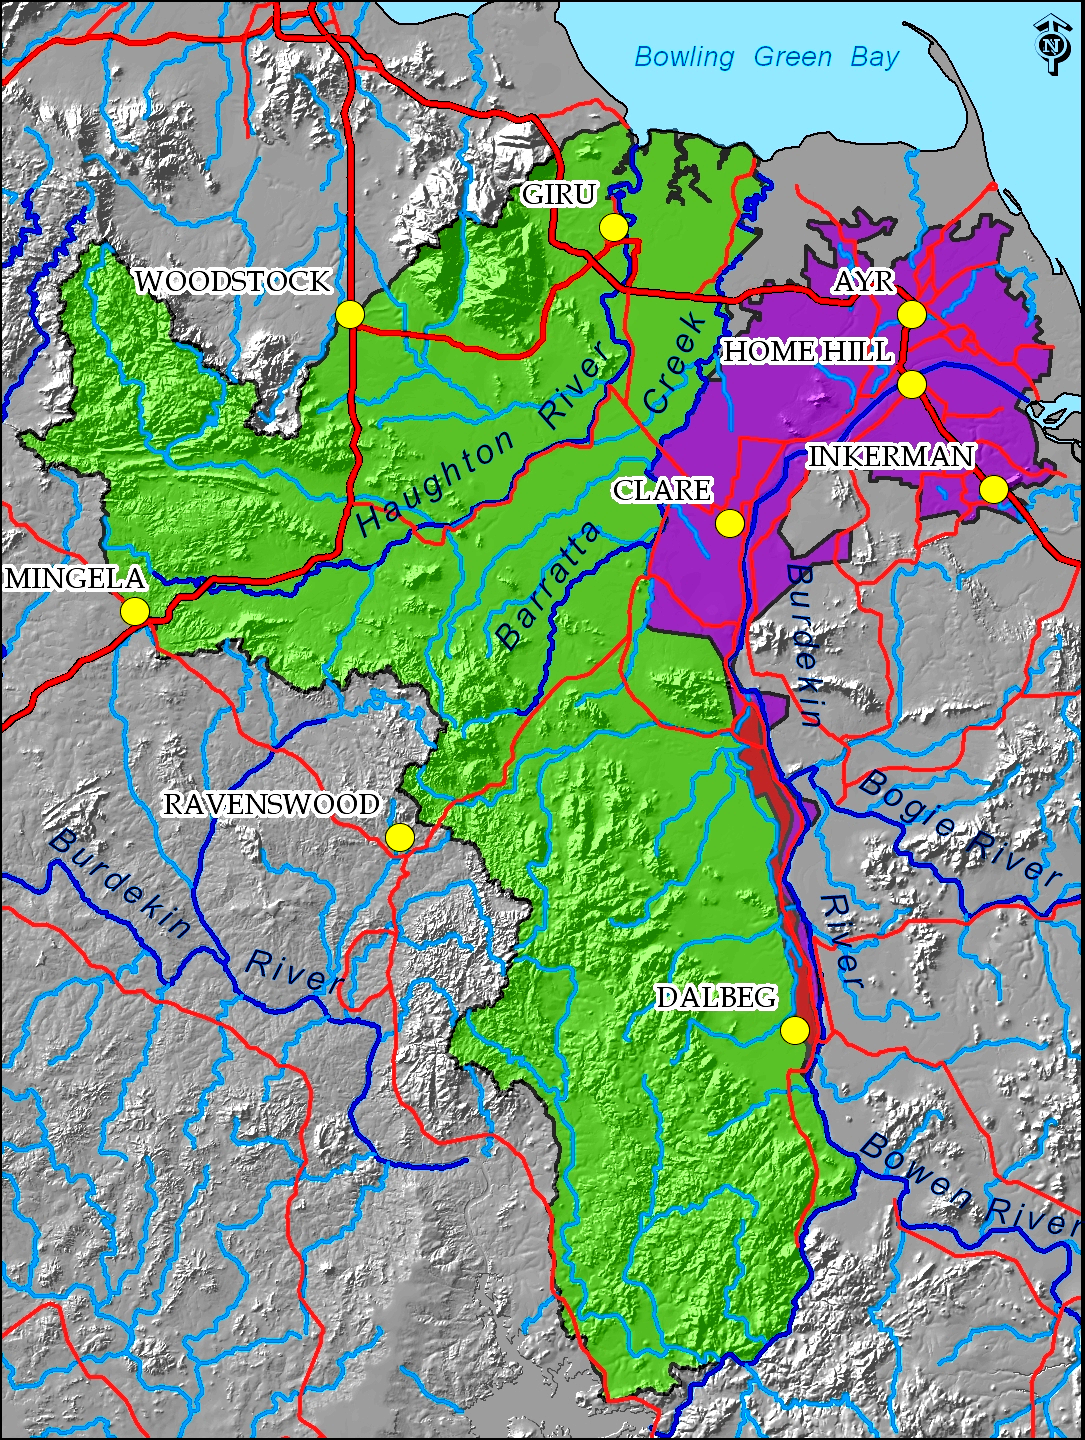 Bowling Green Bay
N
GIRU
WOODSTOCK
AYR
HOME HILL
Haughton River
Creek
INKERMAN
CLARE
Barratta
MINGELA
Burdekin
RAVENSWOOD
Bogie River
Burdekin River
River
DALBEG
Bowen River